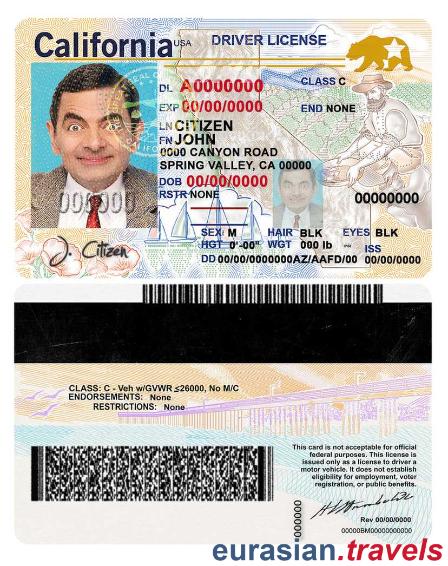 California USA DRIVER LICENSE
DL A0000000 CLASS C
EXP 00/00/0000 END NONE
LN CITIZEN
FN JOHN
0000 CANYON ROAD
SPRING VALLEY, CA 00000
DOB 00/00/0000
RSTR NONE
000000
00000000
SEX M HAIR BLK EYES BLK
HGT 0'-00" WGT 000 lb ISS
DD 00/00/0000000AZ/AAFD/00 00/00/0000
J. Citizen
CLASS: C - Veh w/GVWR ≤26000, No M/C
ENDORSEMENTS: None
RESTRICTIONS: None
This card is not acceptable for official
federal purposes. This license is
issued only as a license to driver a
motor vehicle. It does not establish
eligibility for employment, voter
registration, or public benefits.
00000000
Rev 00/00/0000
00000BM00000000000
eurasian.travels